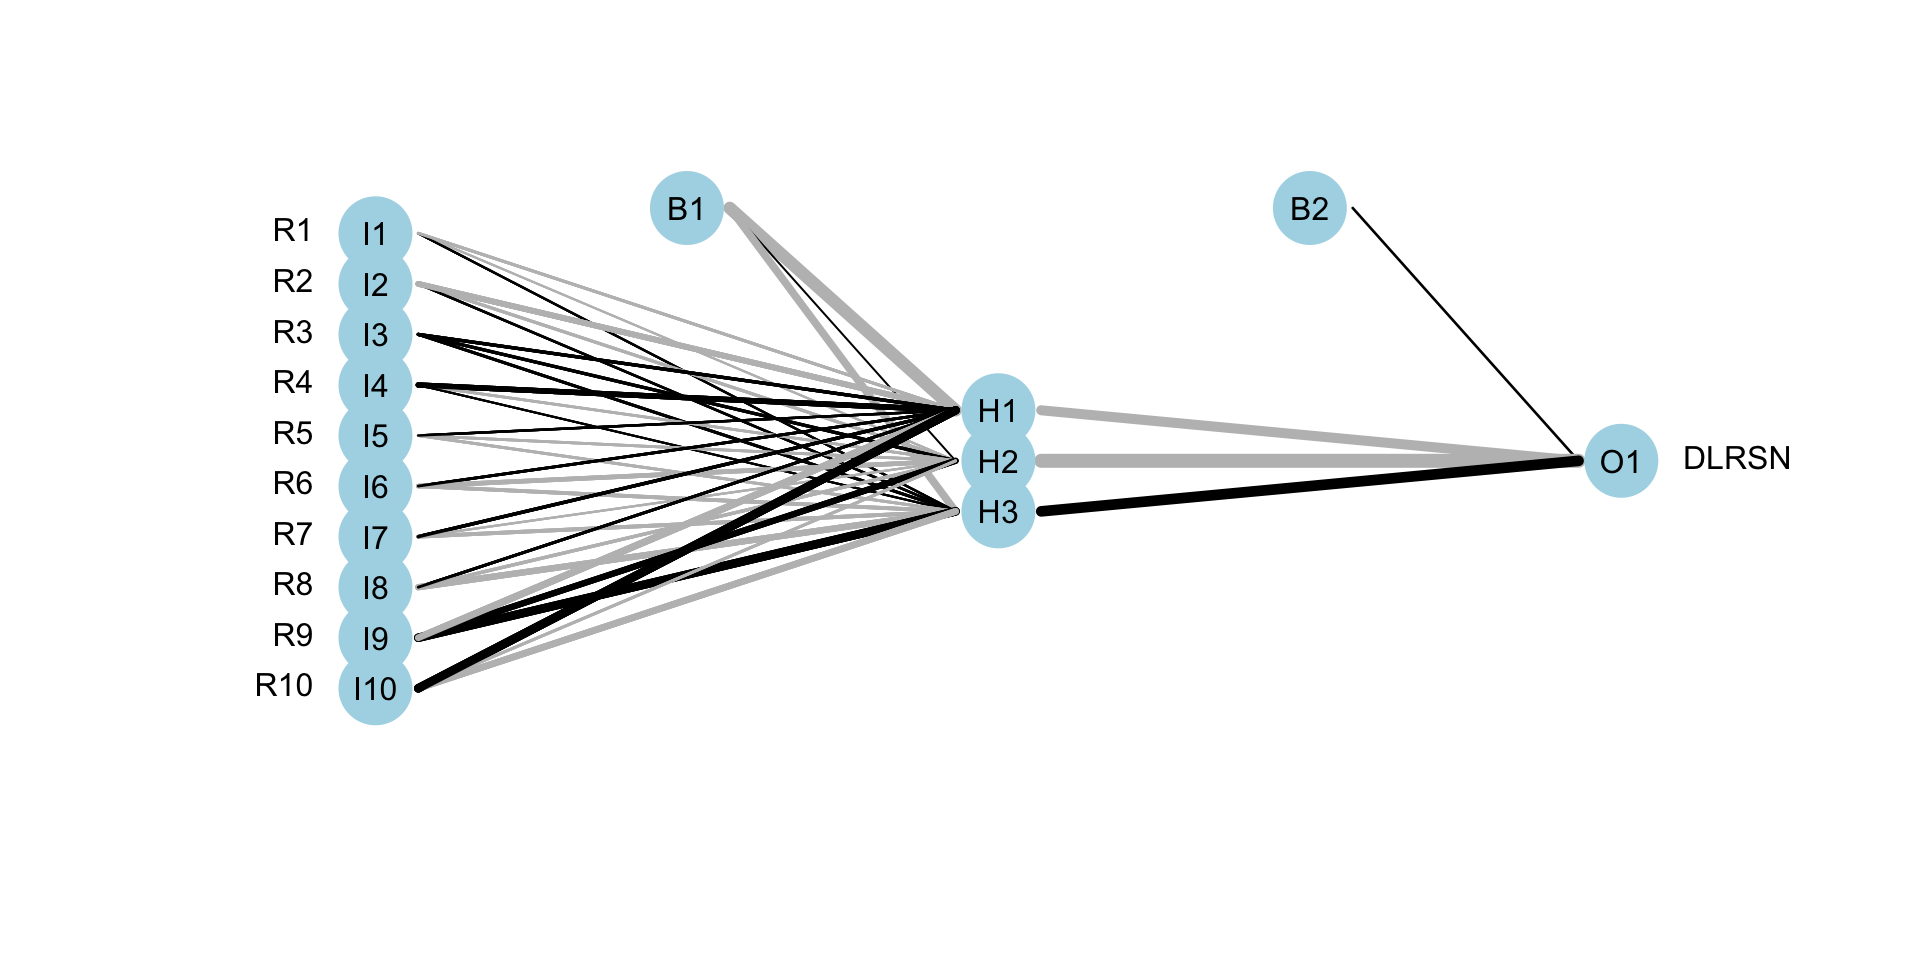 B1
B2
R1 I1
R2 I2
R3 I3
R4 I4
R5 I5
R6 I6
R7 I7
R8 I8
R9 I9
R10 I10
H1
H2
H3
O1 DLRSN